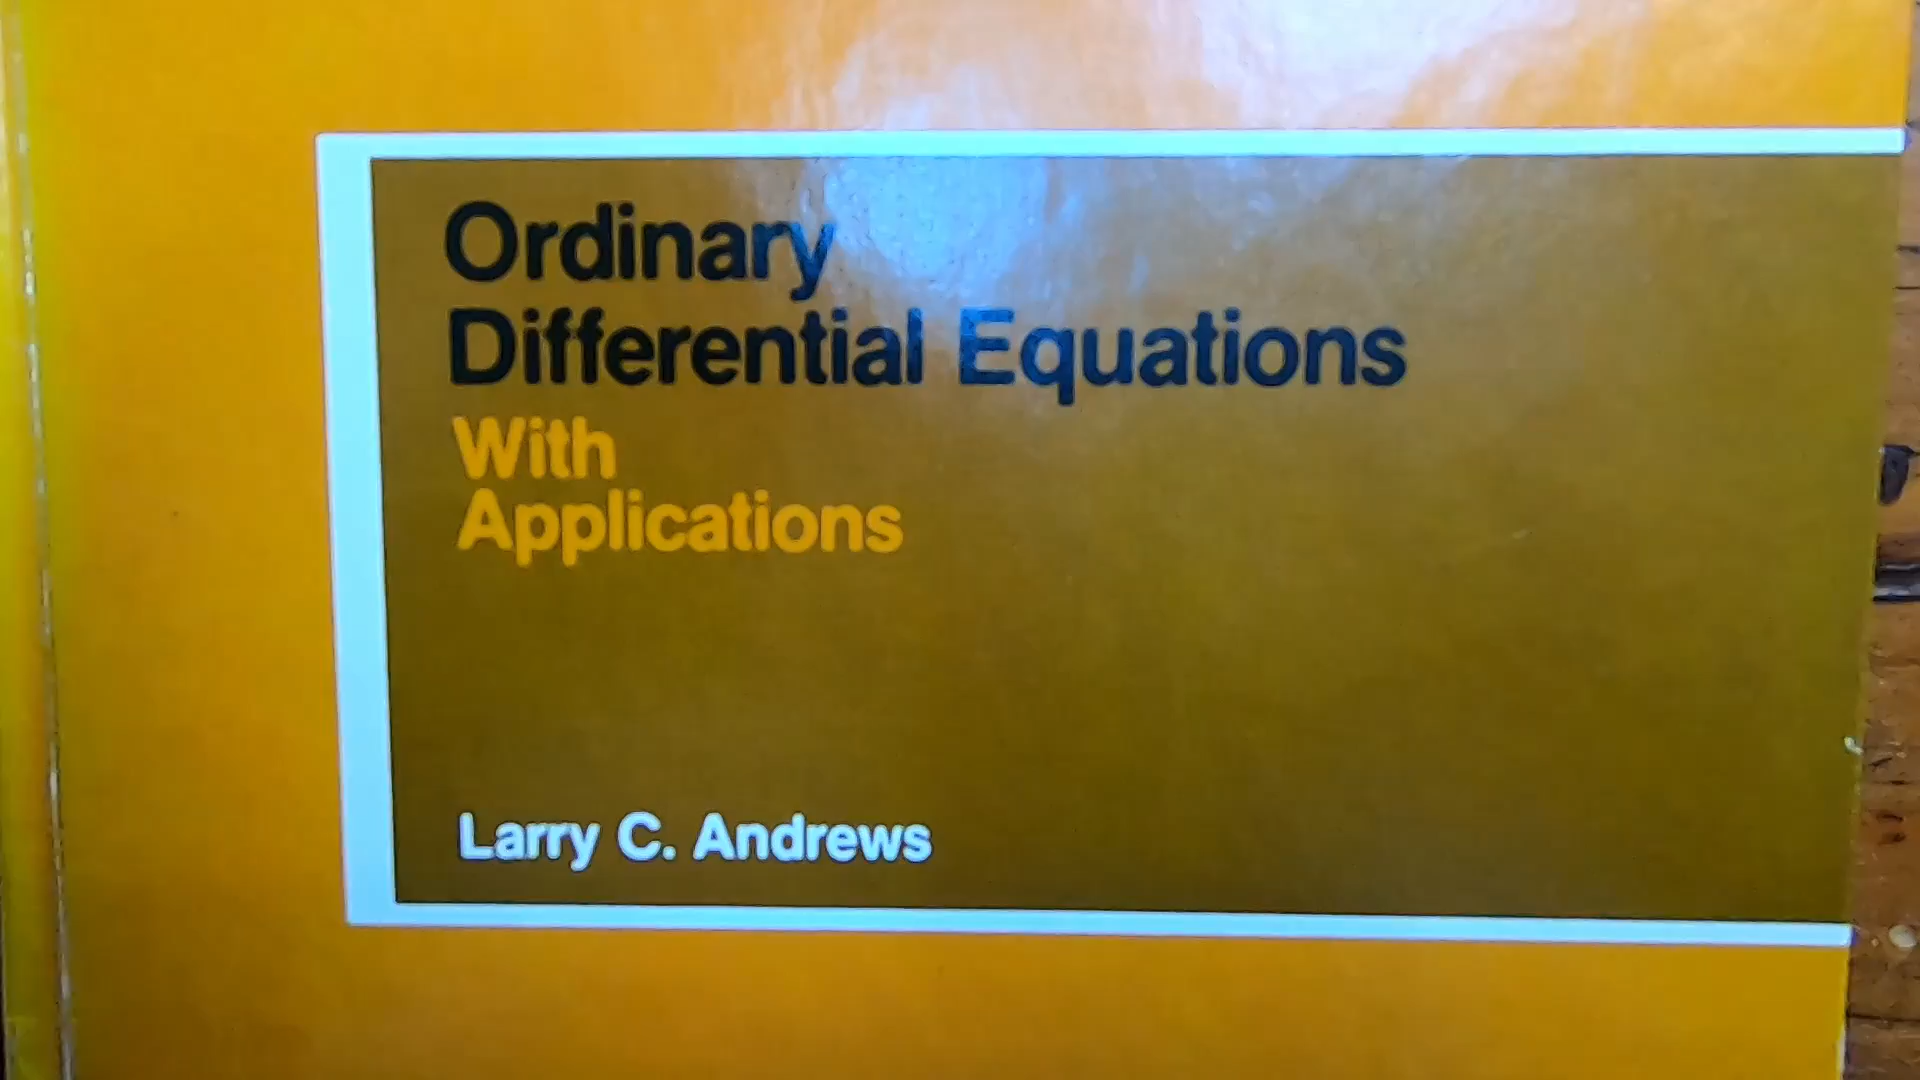 Ordinary
Differential Equations
With
Applications
Larry C. Andrews